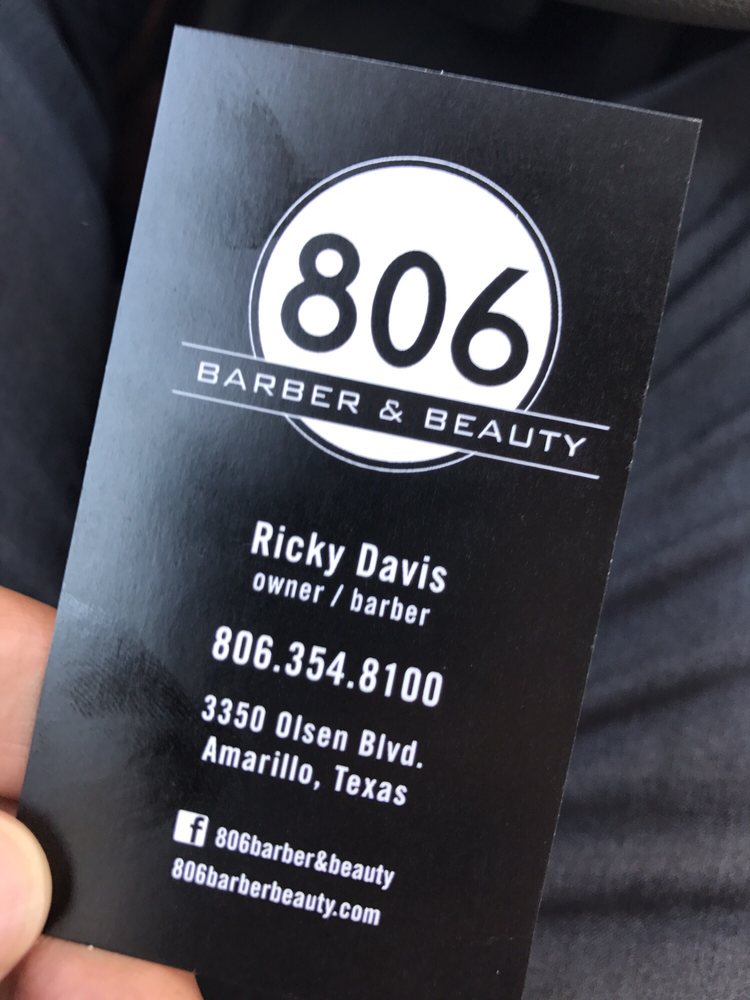 806
BARBER & BEAUTY
Ricky Davis
owner / barber
806.354.8100
3350 Olsen Blvd.
Amarillo, Texas
f 806barber&beauty
806barberbeauty.com